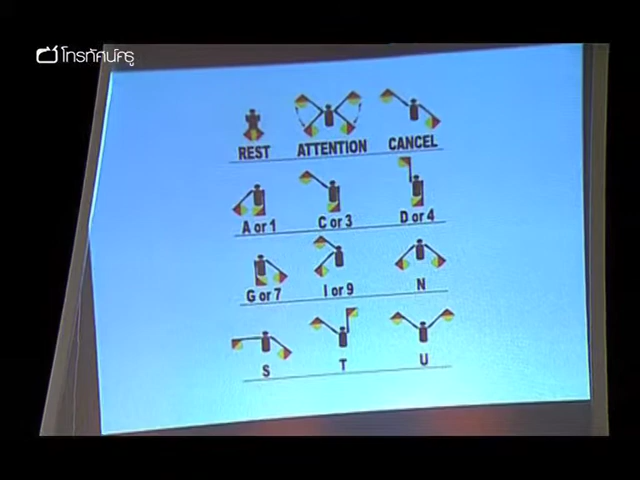 โทรทัศน์ครู
REST ATTENTION CANCEL
A or 1 C or 3 D or 4
G or 7 I or 9 N
S T U